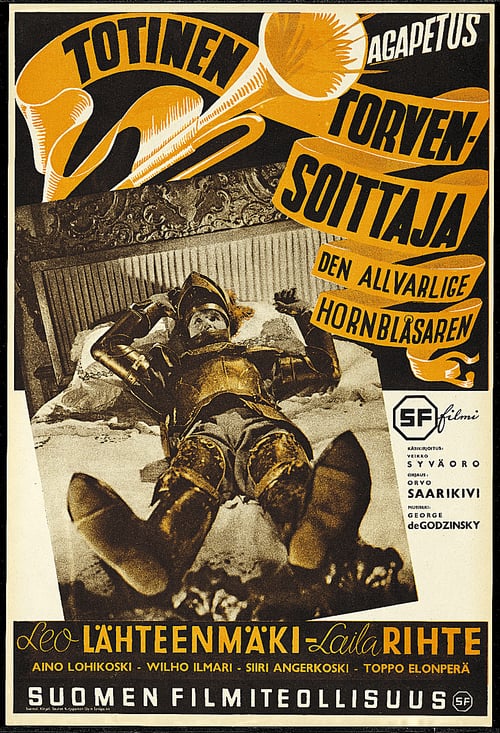 TOTINEN
AGAPETUS
TORVEN-
SOITTAJA
DEN ALLVARLIGE
HORNBLÅSAREN
SF filmi
KÄSIKIRJOITUS:
VEIKKO
SYVÄORO
OHJAUS:
ORVO
SAARIKIVI
MUSIIKKI:
GEORGE
deGODZINSKY
Leo LÄHTEENMÄKI - Laila RIHTE
AINO LOHIKOSKI - WILHO ILMARI - SIIRI ANGERKOSKI - TOPPO ELONPERÄ
SUOMEN FILMITEOLLISUUS SF